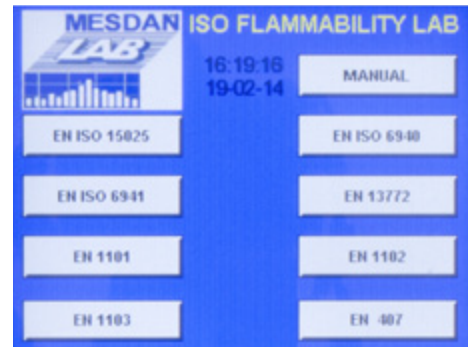 MESDAN ISO FLAMMABILITY LAB
LAB
16:19:16
19-02-14
MANUAL
EN ISO 15025
EN ISO 6940
EN ISO 6941
EN 13772
EN 1101
EN 1102
EN 1103
EN 407